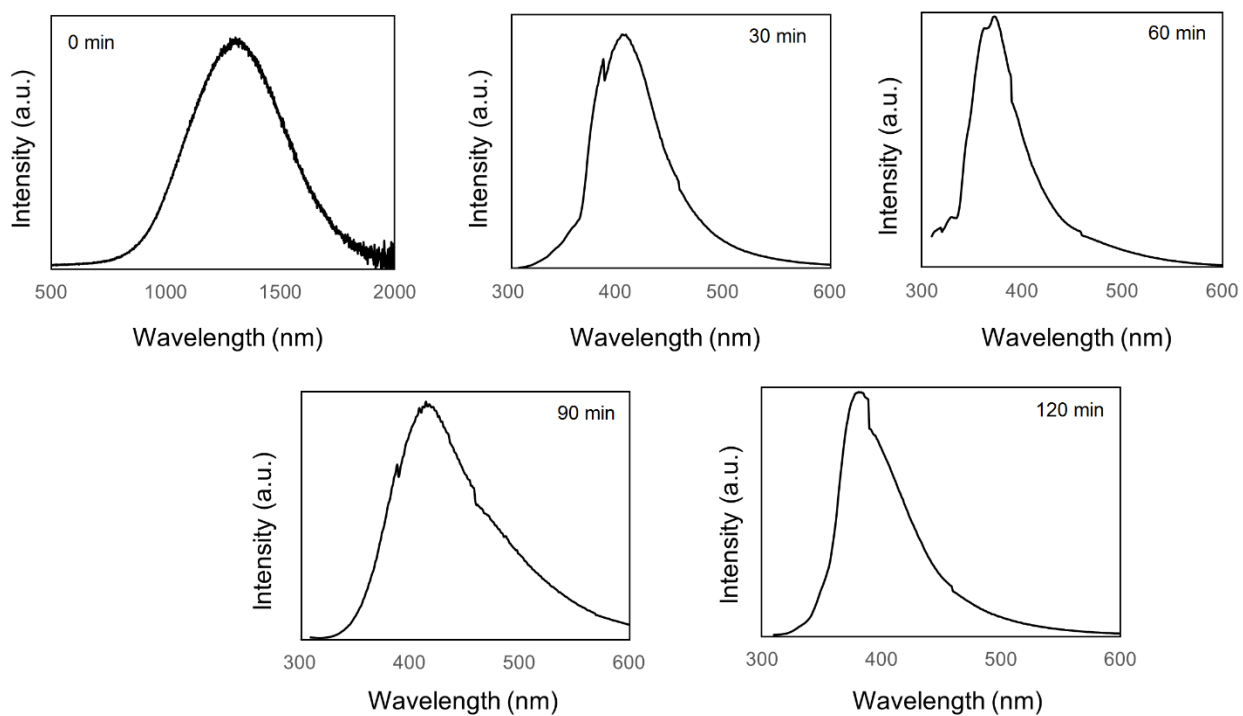 0 min
Intensity (a.u.)
500 1000 1500 2000
Wavelength (nm)
30 min
Intensity (a.u.)
300 400 500 600
Wavelength (nm)
60 min
Intensity (a.u.)
300 400 500 600
Wavelength (nm)
90 min
Intensity (a.u.)
300 400 500 600
Wavelength (nm)
120 min
Intensity (a.u.)
300 400 500 600
Wavelength (nm)